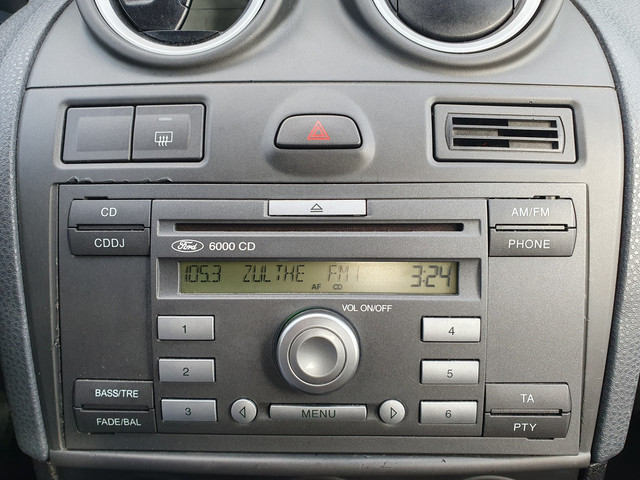 CD
AM/FM
CDDJ
PHONE
Ford 6000 CD
105.3 ZULTHE FM1 3:24
AF CD
VOL ON/OFF
1
4
2
5
3
6
MENU
BASS/TRE
FADE/BAL
TA
PTY